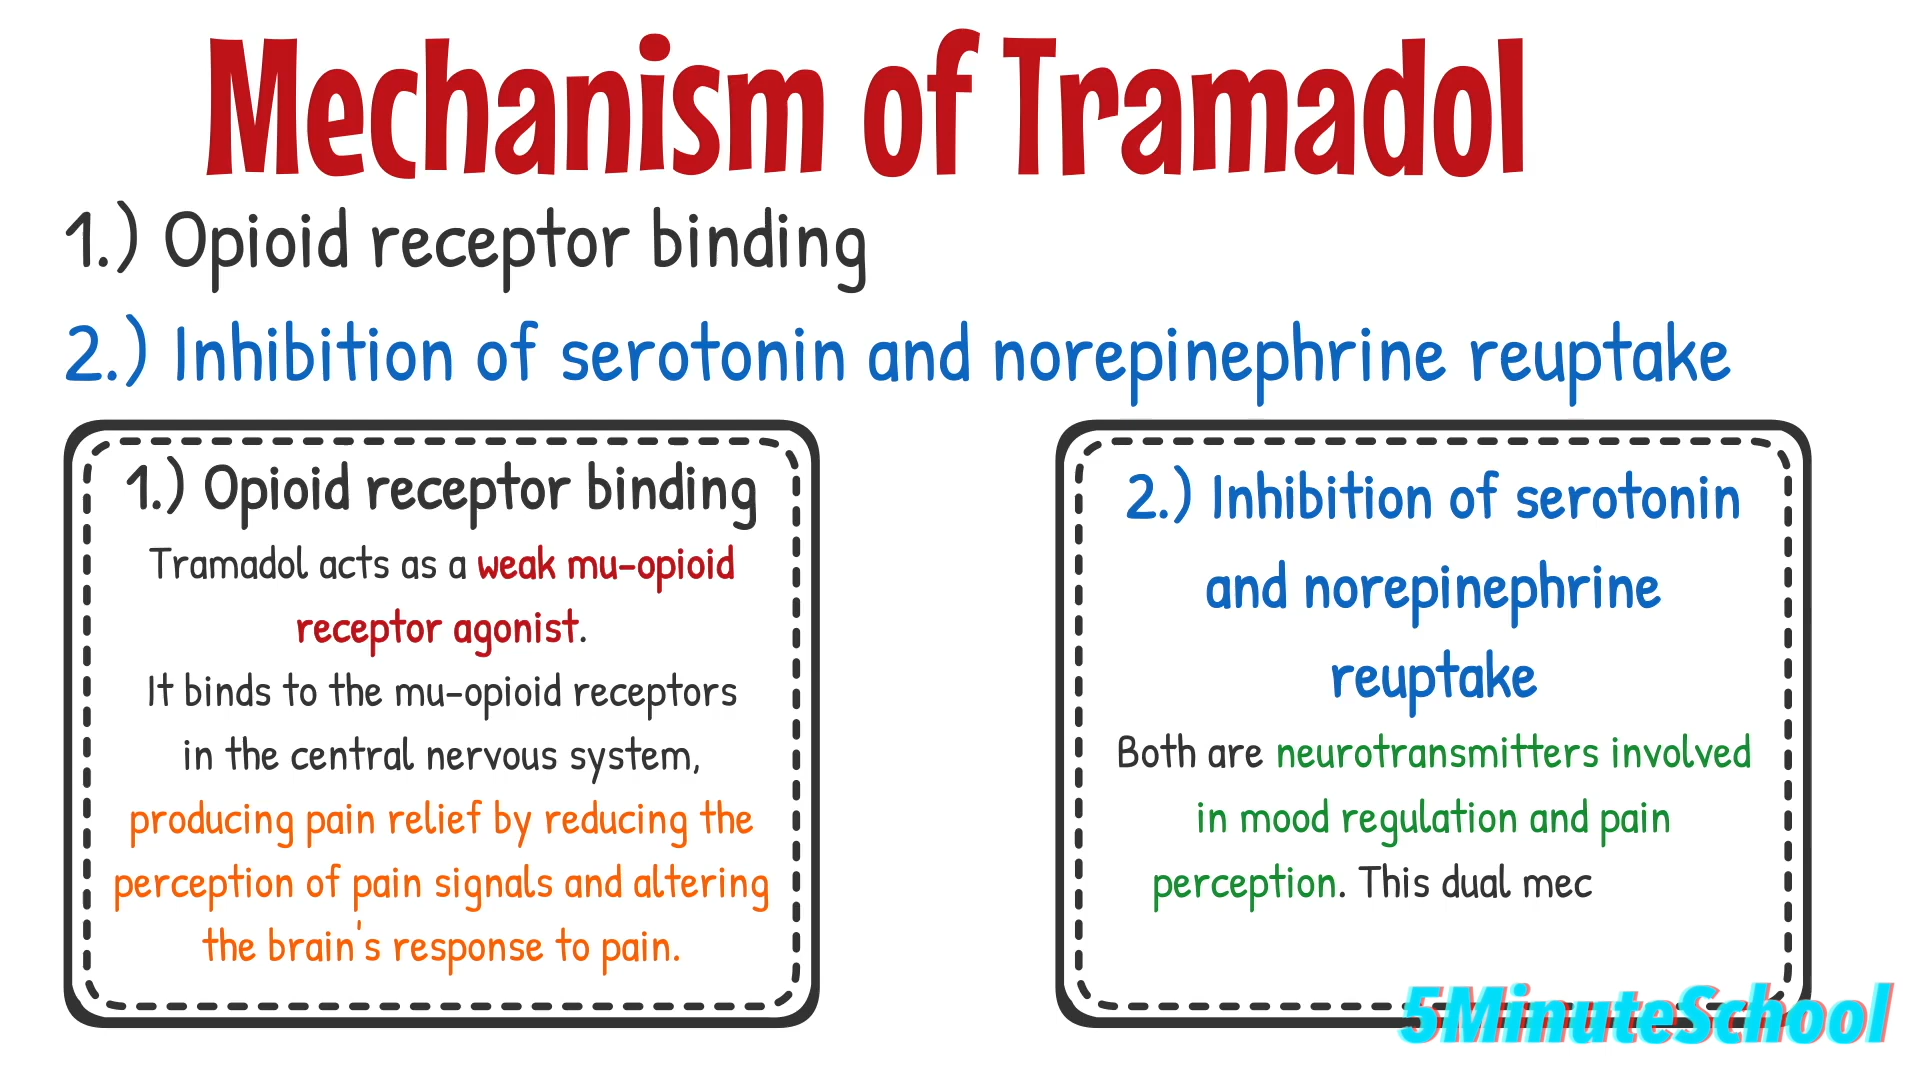 Mechanism of Tramadol
1.) Opioid receptor binding
2.) Inhibition of serotonin and norepinephrine reuptake
1.) Opioid receptor binding
Tramadol acts as a weak mu-opioid
receptor agonist.
It binds to the mu-opioid receptors
in the central nervous system,
producing pain relief by reducing the
perception of pain signals and altering
the brain's response to pain.
2.) Inhibition of serotonin
and norepinephrine
reuptake
Both are neurotransmitters involved
in mood regulation and pain
perception. This dual mec
5MinuteSchool